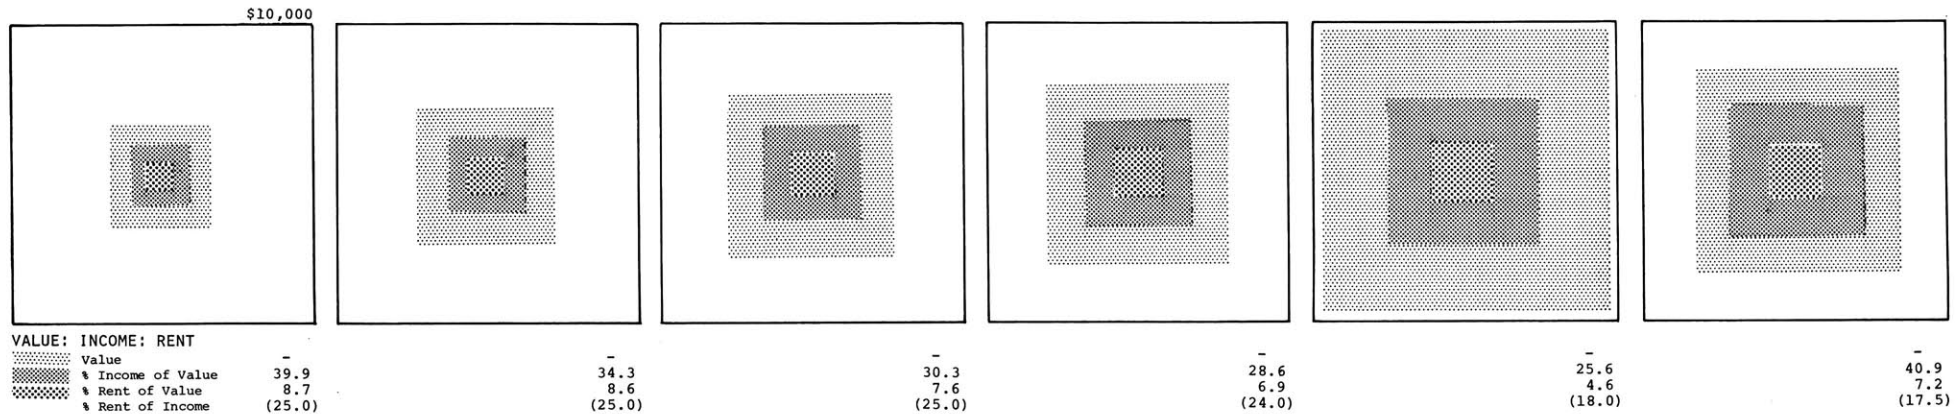 $10,000
VALUE: INCOME: RENT
Value - - - - - -
% Income of Value 39.9 34.3 30.3 28.6 25.6 40.9
% Rent of Value 8.7 8.6 7.6 6.9 4.6 7.2
% Rent of Income (25.0) (25.0) (25.0) (24.0) (18.0) (17.5)